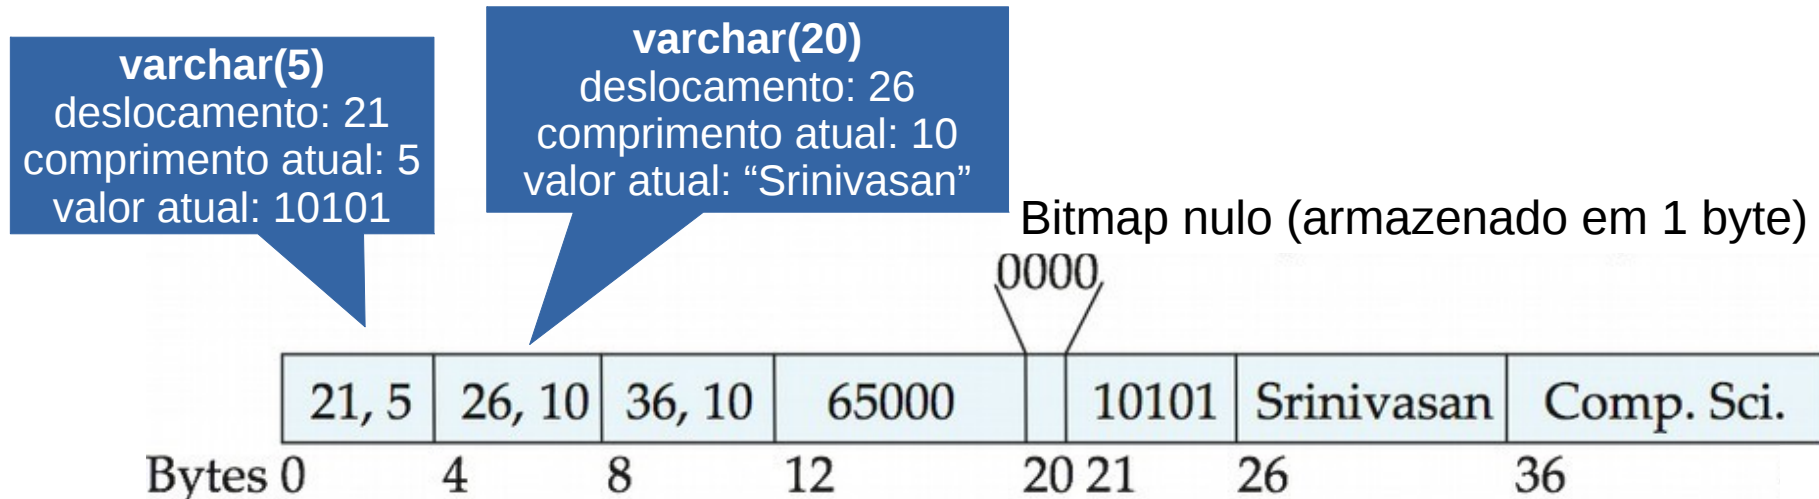 varchar(5)
deslocamento: 21
comprimento atual: 5
valor atual: 10101
varchar(20)
deslocamento: 26
comprimento atual: 10
valor atual: “Srinivasan”
Bitmap nulo (armazenado em 1 byte)
0000
21, 5 26, 10 36, 10 65000 10101 Srinivasan Comp. Sci.
Bytes 0 4 8 12 20 21 26 36